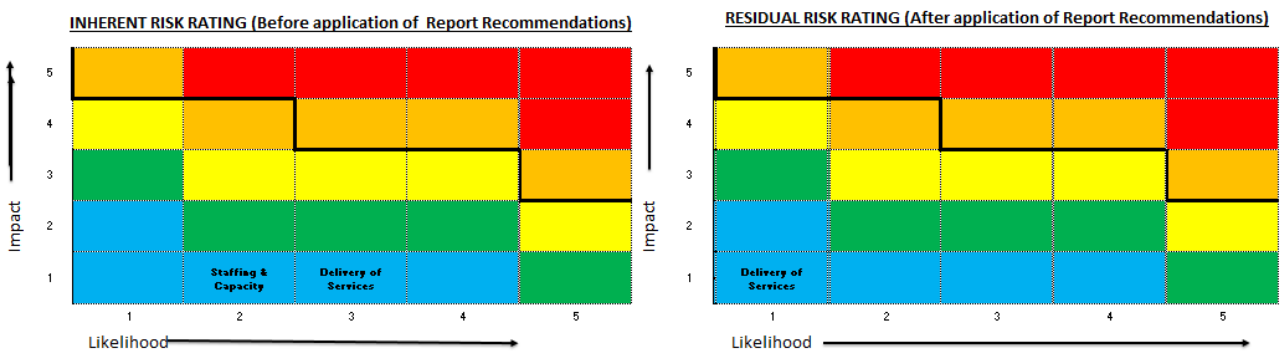 INHERENT RISK RATING (Before application of Report Recommendations)
5
4
3
2
1
Impact
Staffing &
Capacity
Delivery of
Services
1 2 3 4 5
Likelihood
RESIDUAL RISK RATING (After application of Report Recommendations)
5
4
3
2
1
Impact
Delivery of
Services
1 2 3 4 5
Likelihood